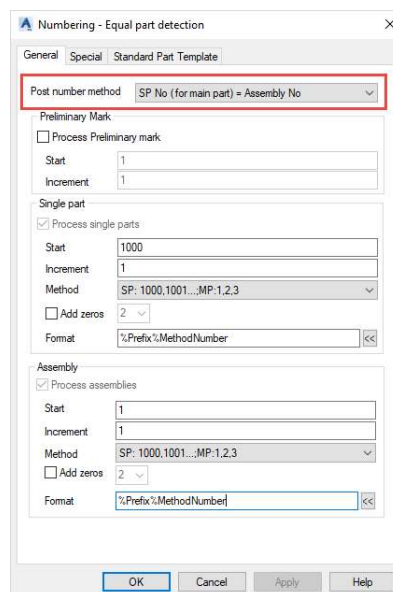 Numbering - Equal part detection
General Special Standard Part Template
Post number method SP No (for main part) = Assembly No
Preliminary Mark
Process Preliminary mark
Start 1
Increment 1
Single part
Process single parts
Start 1000
Increment 1
Method SP: 1000,1001...;MP:1,2,3
Add zeros 2
Format %Prefix%MethodNumber <<
Assembly
Process assemblies
Start 1
Increment 1
Method SP: 1000,1001...;MP:1,2,3
Add zeros 2
Format %Prefix%MethodNumber <<
OK Cancel Apply Help